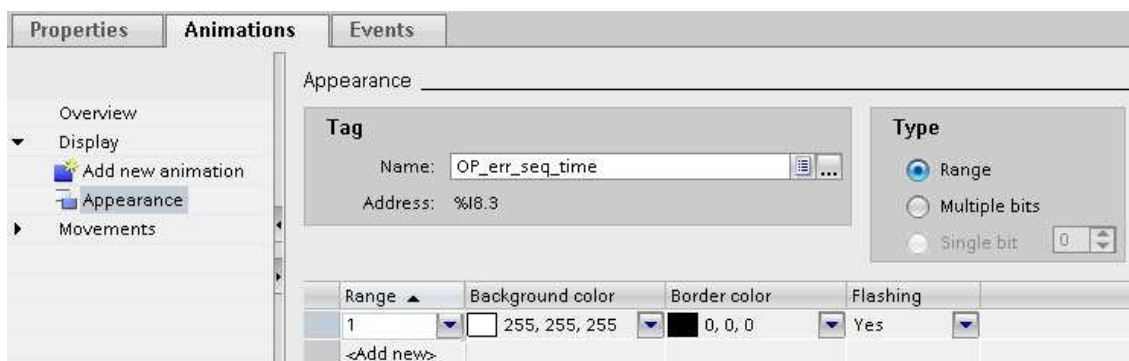 Properties Animations Events
Appearance
Overview
Display
Add new animation
Appearance
Movements
Tag
Name: OP_err_seq_time ...
Address: %I8.3
Type
Range
Multiple bits
Single bit 0
Range Background color Border color Flashing
1 255, 255, 255 0, 0, 0 Yes
<Add new>